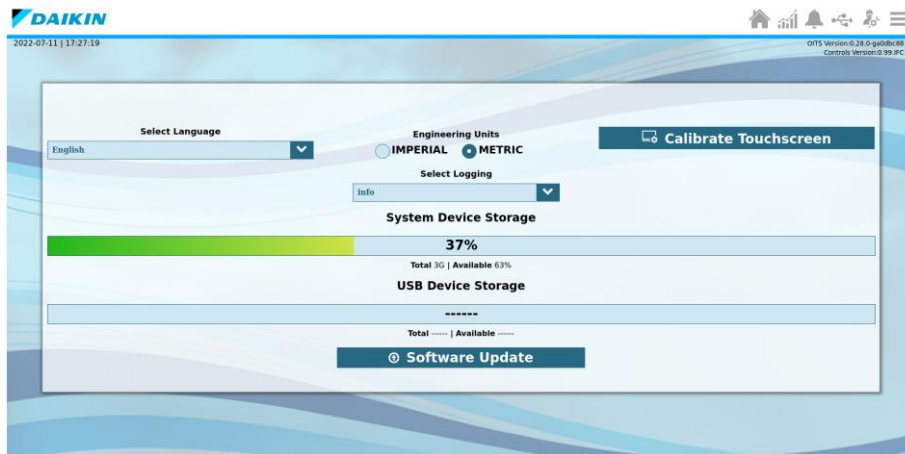 DAIKIN
2022-07-11 | 17:27:19
OITS Version:0.28.0-ga0dbc88
Controls Version:0.99.IFC
Select Language
English
Engineering Units
IMPERIAL METRIC
Calibrate Touchscreen
Select Logging
info
System Device Storage
37%
Total 3G | Available 63%
USB Device Storage
------
Total ------ | Available ------
Software Update